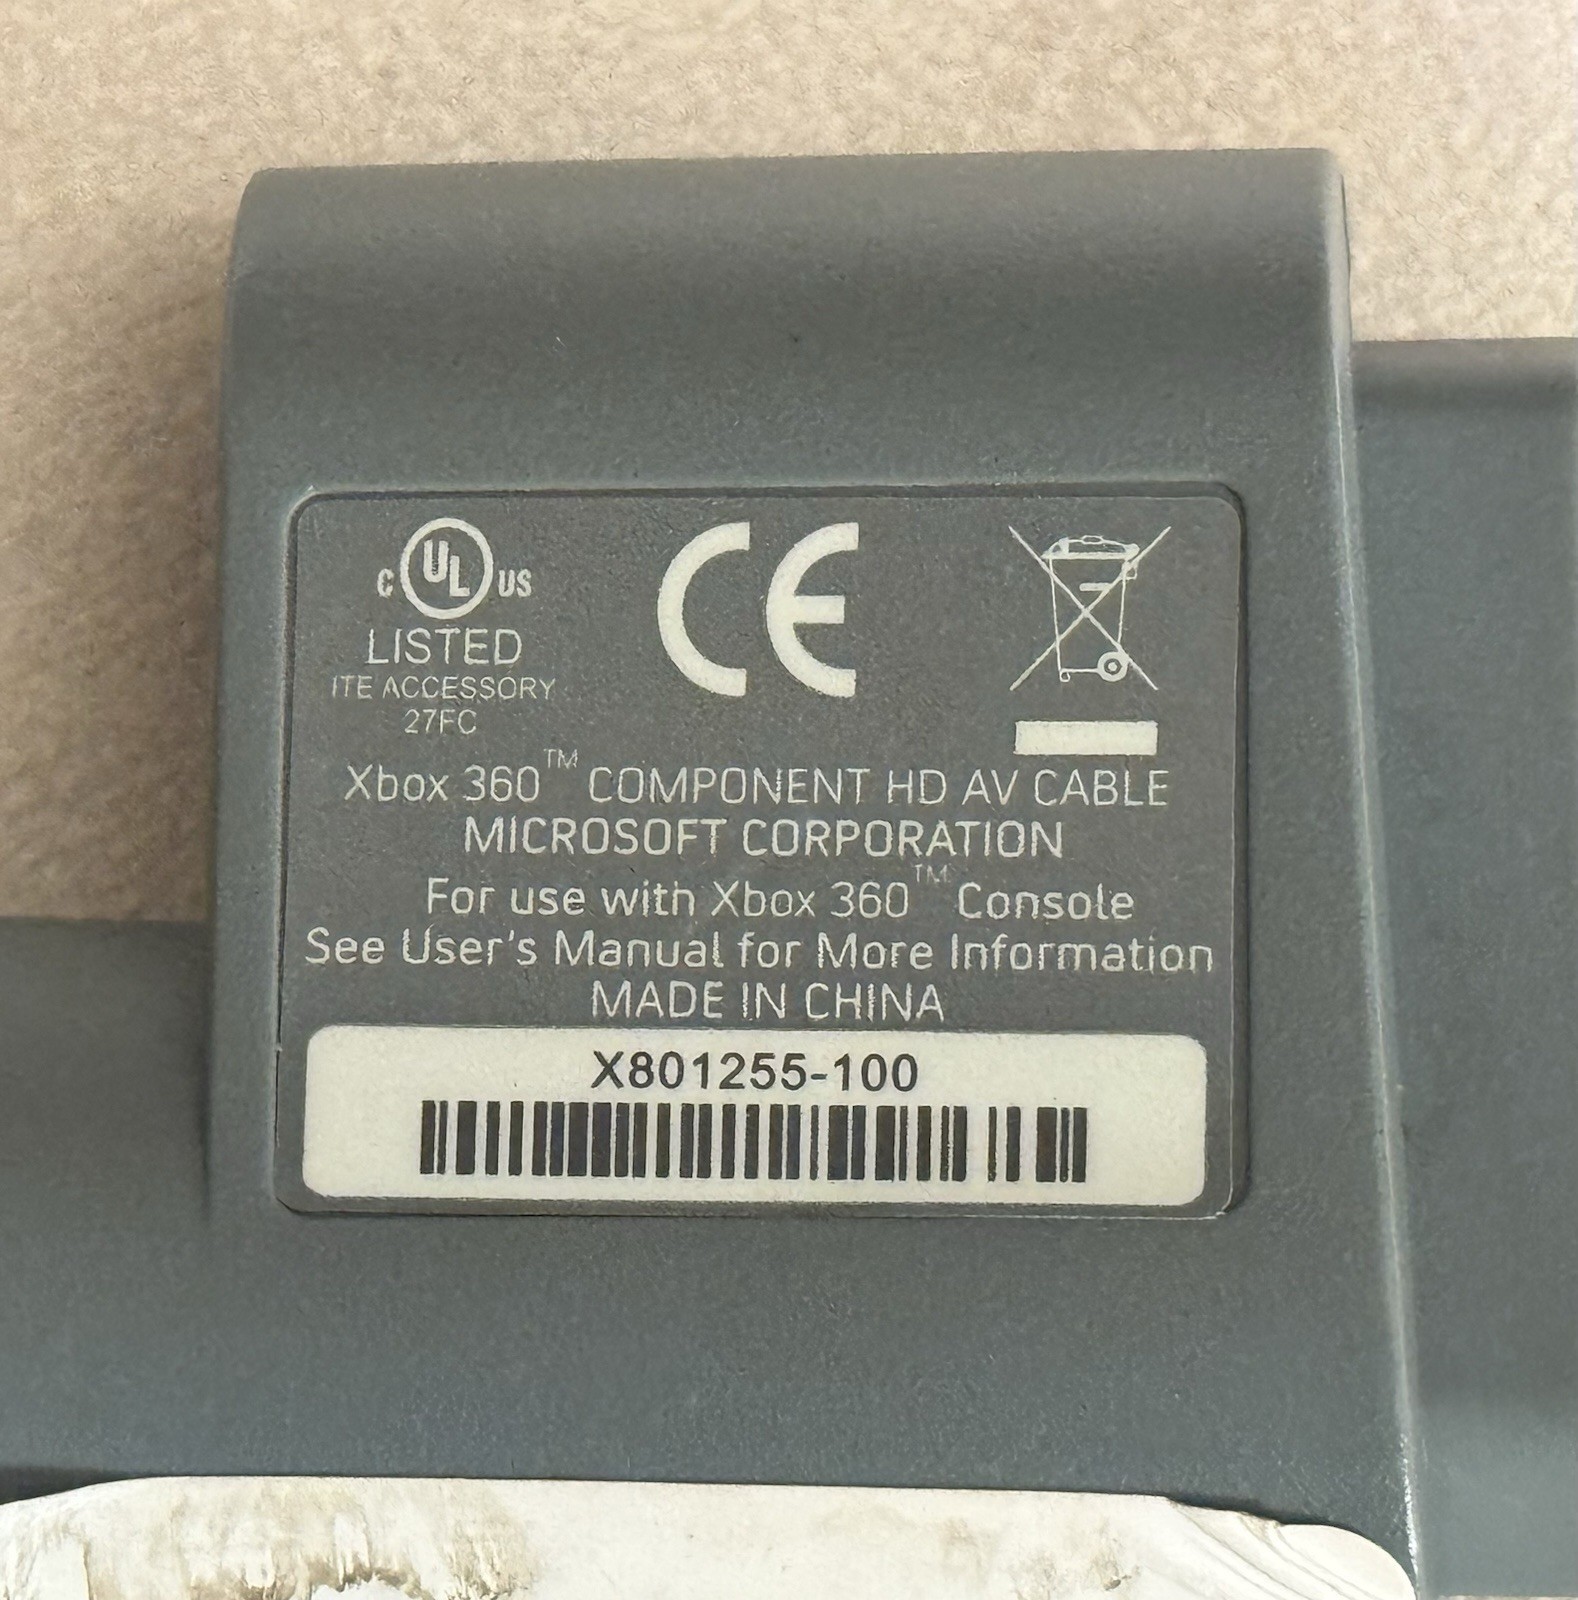 C UL US
LISTED
ITE ACCESSORY
27FC
CE
Xbox 360™ COMPONENT HD AV CABLE
MICROSOFT CORPORATION
For use with Xbox 360™ Console
See User's Manual for More Information
MADE IN CHINA
X801255-100